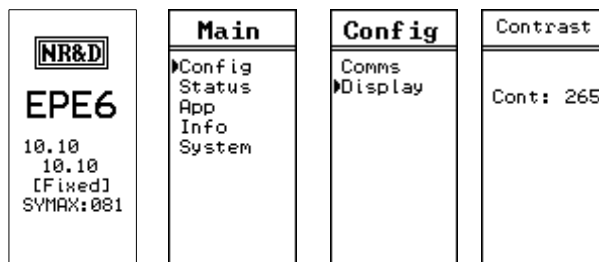 NR&D
EPE6
10.10
10.10
[Fixed]
SYMAX:081
Main
Config
Status
App
Info
System
Config
Comms
Display
Contrast
Cont: 265